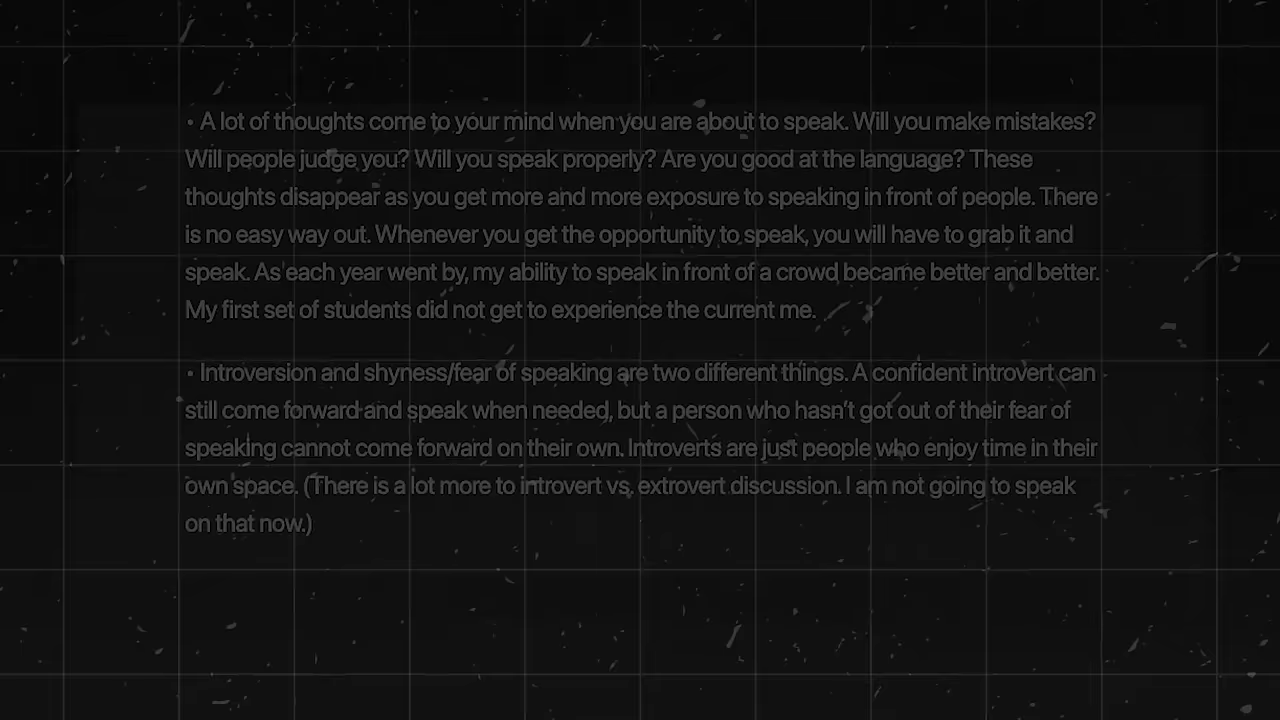 • A lot of thoughts come to your mind when you are about to speak. Will you make mistakes?
Will people judge you? Will you speak properly? Are you good at the language? These
thoughts disappear as you get more and more exposure to speaking in front of people. There
is no easy way out. Whenever you get the opportunity to speak, you will have to grab it and
speak. As each year went by, my ability to speak in front of a crowd became better and better.
My first set of students did not get to experience the current me.
• Introversion and shyness/fear of speaking are two different things. A confident introvert can
still come forward and speak when needed, but a person who hasn't got out of their fear of
speaking cannot come forward on their own. Introverts are just people who enjoy time in their
own space. (There is a lot more to introvert vs. extrovert discussion. I am not going to speak
on that now.)